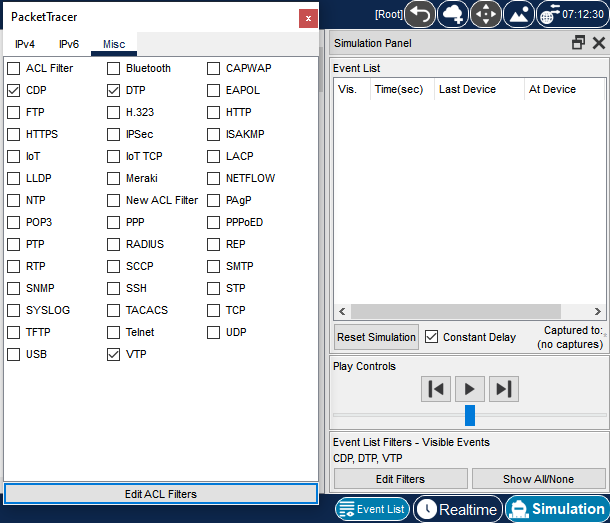 PacketTracer
x
IPv4 IPv6 Misc
ACL Filter Bluetooth CAPWAP
CDP DTP EAPOL
FTP H.323 HTTP
HTTPS IPSec ISAKMP
IoT IoT TCP LACP
LLDP Meraki NETFLOW
NTP New ACL Filter PAgP
POP3 PPP PPPoED
PTP RADIUS REP
RTP SCCP SMTP
SNMP SSH STP
SYSLOG TACACS TCP
TFTP Telnet UDP
USB VTP
Edit ACL Filters
[Root] 07:12:30
Simulation Panel
Event List
Vis. Time(sec) Last Device At Device
Reset Simulation Constant Delay Captured to:
(no captures)
Play Controls
Event List Filters - Visible Events
CDP, DTP, VTP
Edit Filters Show All/None
Event List Realtime Simulation